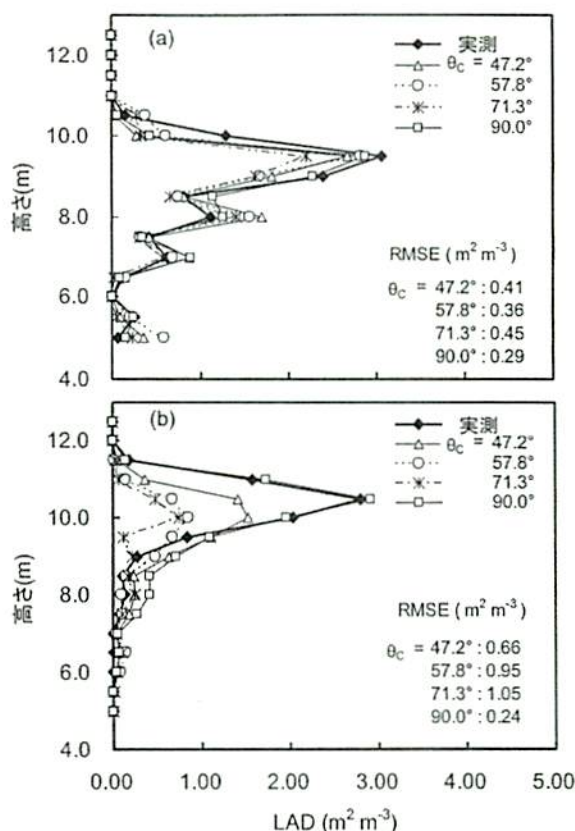 (a)
12.0
10.0
8.0
6.0
4.0
高さ(m)
実測
θC = 47.2°
57.8°
71.3°
90.0°
RMSE ( m² m⁻³)
θC = 47.2° : 0.41
57.8° : 0.36
71.3° : 0.45
90.0° : 0.29
(b)
12.0
10.0
8.0
6.0
4.0
高さ(m)
実測
θC = 47.2°
57.8°
71.3°
90.0°
RMSE ( m² m⁻³)
θC = 47.2° : 0.66
57.8° : 0.95
71.3° : 1.05
90.0° : 0.24
0.00 1.00 2.00 3.00 4.00 5.00
LAD (m² m⁻³)